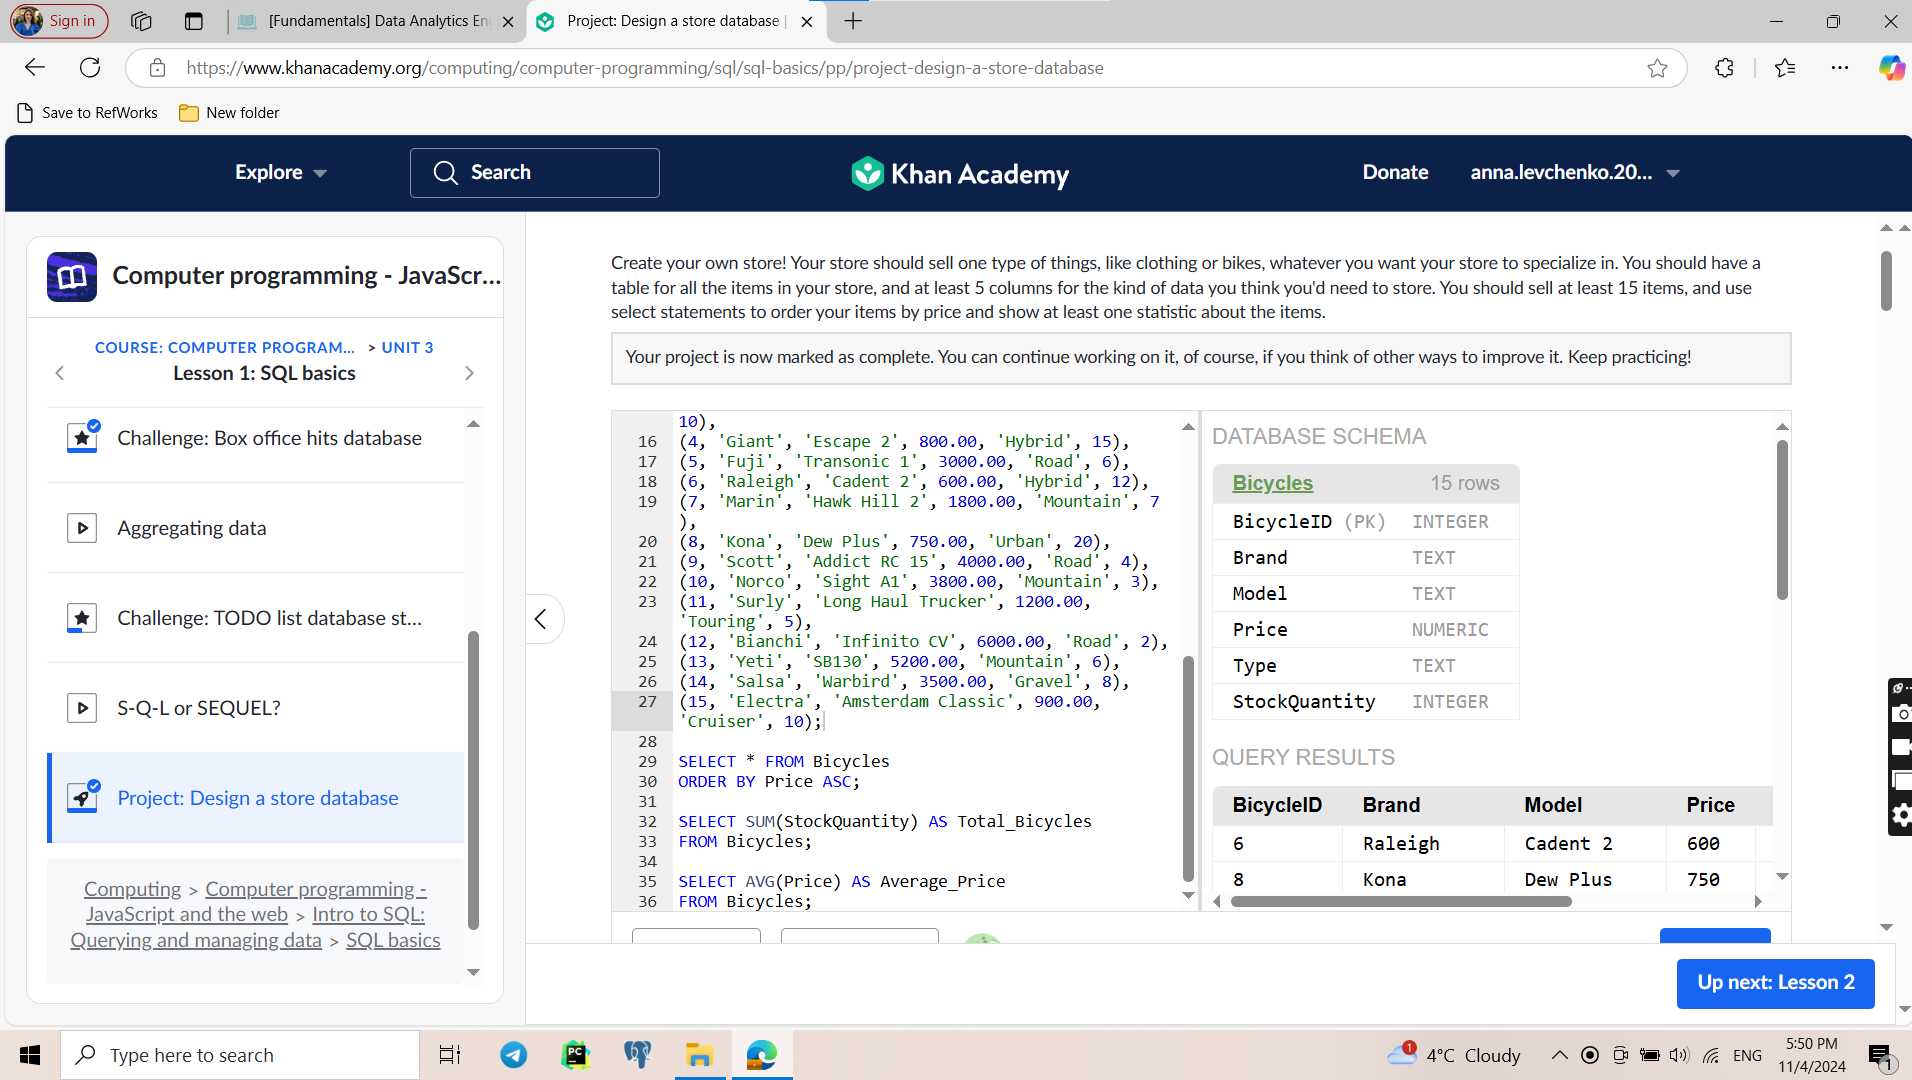 Sign in
[Fundamentals] Data Analytics En
Project: Design a store database |
https://www.khanacademy.org/computing/computer-programming/sql/sql-basics/pp/project-design-a-store-database
Save to RefWorks
New folder
Explore
Search
Khan Academy
Donate
anna.levchenko.20...
Computer programming - JavaScr...
COURSE: COMPUTER PROGRAM... > UNIT 3
Lesson 1: SQL basics
Challenge: Box office hits database
Aggregating data
Challenge: TODO list database st...
S-Q-L or SEQUEL?
Project: Design a store database
Computing > Computer programming -
JavaScript and the web > Intro to SQL:
Querying and managing data > SQL basics
Create your own store! Your store should sell one type of things, like clothing or bikes, whatever you want your store to specialize in. You should have a
table for all the items in your store, and at least 5 columns for the kind of data you think you'd need to store. You should sell at least 15 items, and use
select statements to order your items by price and show at least one statistic about the items.
Your project is now marked as complete. You can continue working on it, of course, if you think of other ways to improve it. Keep practicing!
10),
16 (4, 'Giant', 'Escape 2', 800.00, 'Hybrid', 15),
17 (5, 'Fuji', 'Transonic 1', 3000.00, 'Road', 6),
18 (6, 'Raleigh', 'Cadent 2', 600.00, 'Hybrid', 12),
19 (7, 'Marin', 'Hawk Hill 2', 1800.00, 'Mountain', 7
),
20 (8, 'Kona', 'Dew Plus', 750.00, 'Urban', 20),
21 (9, 'Scott', 'Addict RC 15', 4000.00, 'Road', 4),
22 (10, 'Norco', 'Sight A1', 3800.00, 'Mountain', 3),
23 (11, 'Surly', 'Long Haul Trucker', 1200.00,
'Touring', 5),
24 (12, 'Bianchi', 'Infinito CV', 6000.00, 'Road', 2),
25 (13, 'Yeti', 'SB130', 5200.00, 'Mountain', 6),
26 (14, 'Salsa', 'Warbird', 3500.00, 'Gravel', 8),
27 (15, 'Electra', 'Amsterdam Classic', 900.00,
'Cruiser', 10);
28
29 SELECT * FROM Bicycles
30 ORDER BY Price ASC;
31
32 SELECT SUM(StockQuantity) AS Total_Bicycles
33 FROM Bicycles;
34
35 SELECT AVG(Price) AS Average_Price
36 FROM Bicycles;
DATABASE SCHEMA
Bicycles 15 rows
BicycleID (PK) INTEGER
Brand TEXT
Model TEXT
Price NUMERIC
Type TEXT
StockQuantity INTEGER
QUERY RESULTS
BicycleID Brand Model Price
6 Raleigh Cadent 2 600
8 Kona Dew Plus 750
Up next: Lesson 2
Type here to search
PC
1
4°C Cloudy
ENG
5:50 PM
11/4/2024
1